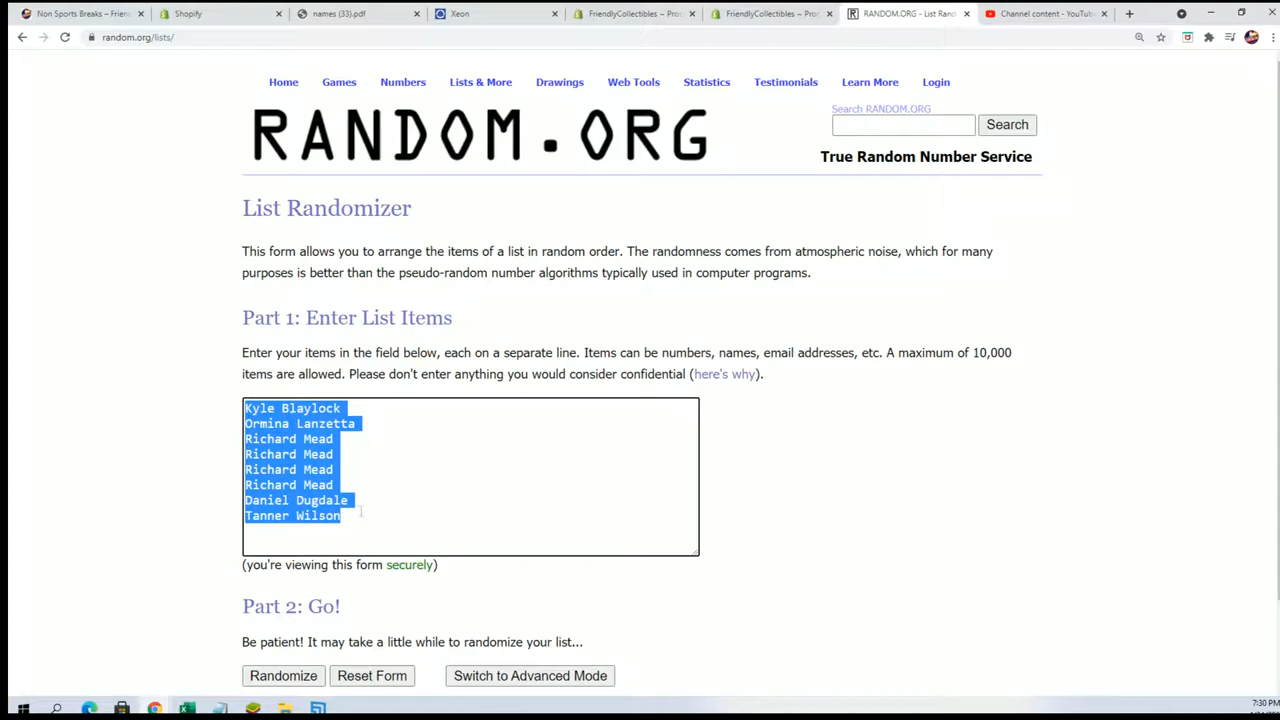 Non Sports Breaks – Frien
Shopify
names (33).pdf
Xeon
FriendlyCollectibles ~ Prod
FriendlyCollectibles ~ Proc
RANDOM.ORG - List Rand
Channel content - YouTube
random.org/lists/
Home Games Numbers Lists & More Drawings Web Tools Statistics Testimonials Learn More Login
RANDOM.ORG
Search RANDOM.ORG
Search
True Random Number Service
List Randomizer
This form allows you to arrange the items of a list in random order. The randomness comes from atmospheric noise, which for many
purposes is better than the pseudo-random number algorithms typically used in computer programs.
Part 1: Enter List Items
Enter your items in the field below, each on a separate line. Items can be numbers, names, email addresses, etc. A maximum of 10,000
items are allowed. Please don't enter anything you would consider confidential (here's why).
Kyle Blaylock
Ormina Lanzetta
Richard Mead
Richard Mead
Richard Mead
Richard Mead
Daniel Dugdale
Tanner Wilson
(you're viewing this form securely)
Part 2: Go!
Be patient! It may take a little while to randomize your list...
Randomize Reset Form Switch to Advanced Mode
7:30 PM